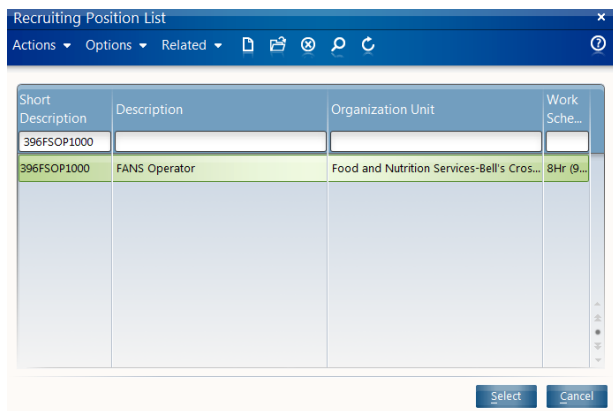 Recruiting Position List
Actions Options Related
Short Description
Description
Organization Unit
Work Sche...
396FSOP1000
396FSOP1000 FANS Operator Food and Nutrition Services-Bell's Cros... 8Hr (9...
Select Cancel